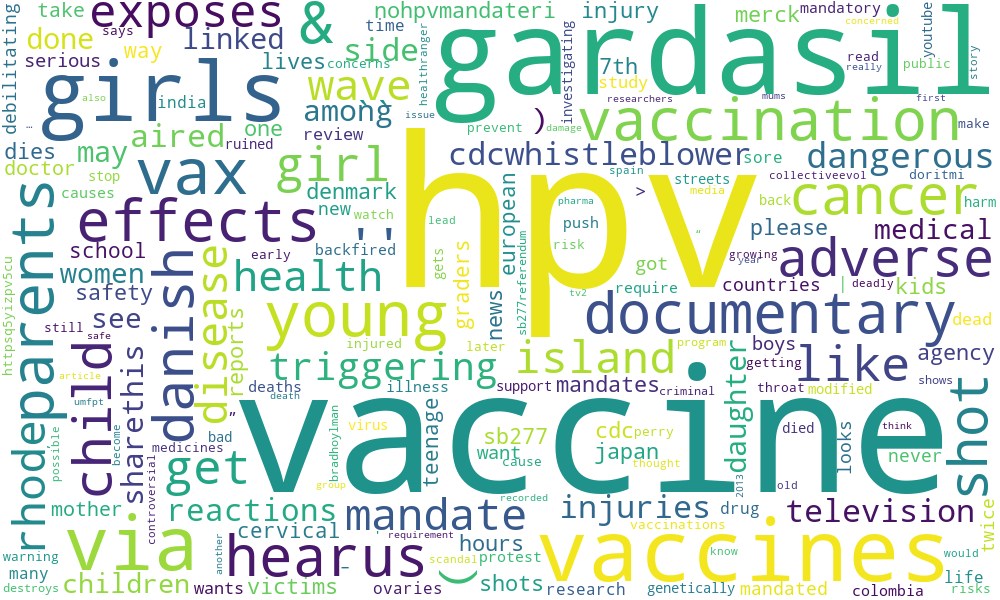 debilitating
take
says
exposes
&
nohpvmandateri
injury
merck
mandatory
concerned
youtube
story
done
way
linked
time
side
concerns
healthranger
gardasil
investigating
7th
study
read
really
public
serious
also
girls
lives
wave
issue
researchers
mums
first
...
india
among
)
vaccination
prevent
damage
make
dies
may
aired
one
ruined
review
cdcwhistleblower
sore
dangerous
doctor
stop
causes
vax
girl
denmark
hpv
spain
streets
collectiveevol
doritmi
pharma
>
media
back
cancer
harm
rhodeparents
effects
new
watch
''
lead
european
push
risk
please
medical
school
early
backfired
gets
growing
year
adverse
women
danish
disease
health
graders
news
sb277referendum
got
tv2
require
countries
|
deadly
kids
safety
see
reports
young
documentary
dead
httpsq5yizpv5cu
still
safe
child
sharethis
injured
later
island
program
boys
getting
like
agency
article
triggering
daughter
shows
umfpt
deaths
death
illness
support
mandates
criminal
throat
modified
possible
become
”
vaccine
bradhoylman
virus
teenage
sb277
want
cause
cdc
perry
japan
thought
died
think
looks
never
shot
bad
medicines
controversial
get
group
recorded
2013
old
mother
reactions
cervical
mandate
requirement
injuries
vaccinations
drug
television
twice
warning
many
destroys
via
another
hearus
hours
scandal
protest
vaccines
know
would
children
wants
victims
ovaries
shots
research
genetically
mandated
colombia
life
risks